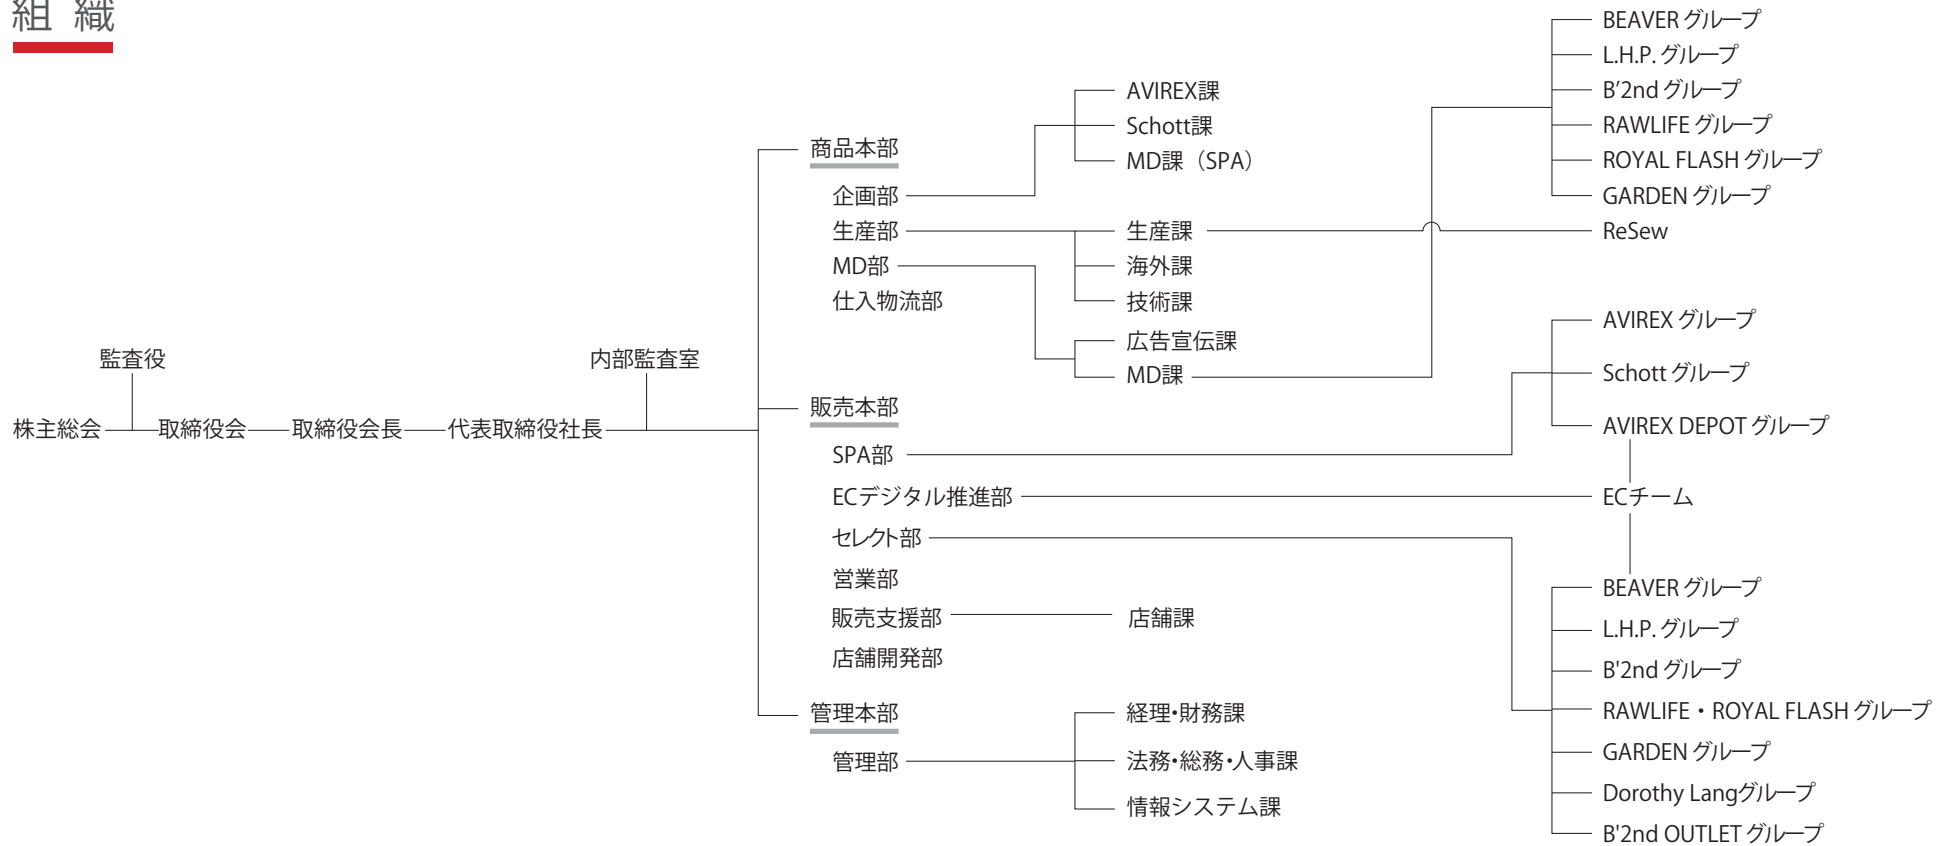 組織
監査役
内部監査室
株主総会
取締役会
取締役会長
代表取締役社長
商品本部
企画部
生産部
MD部
仕入物流部
AVIREX課
Schott課
MD課（SPA）
生産課
海外課
技術課
広告宣伝課
MD課
BEAVER グループ
L.H.P. グループ
B’2nd グループ
RAWLIFE グループ
ROYAL FLASH グループ
GARDEN グループ
ReSew
販売本部
SPA部
ECデジタル推進部
セレクト部
営業部
販売支援部
店舗開発部
店舗課
AVIREX グループ
Schott グループ
AVIREX DEPOT グループ
ECチーム
BEAVER グループ
L.H.P. グループ
B'2nd グループ
RAWLIFE・ROYAL FLASH グループ
GARDEN グループ
Dorothy Langグループ
B'2nd OUTLET グループ
管理本部
管理部
経理・財務課
法務・総務・人事課
情報システム課